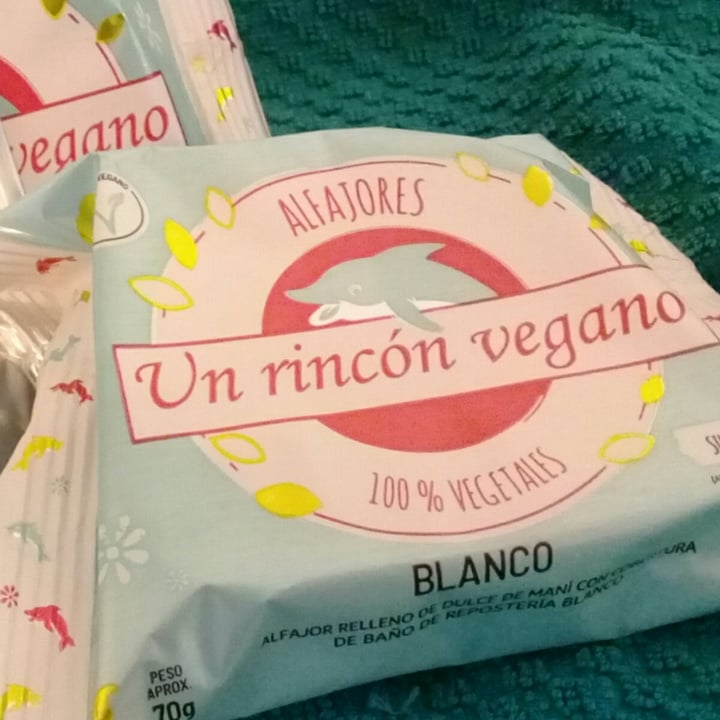 vegano
VEGANO
ALFAJORES
Un rincón vegano
100 % VEGETALES
BLANCO
ALFAJOR RELLENO DE DULCE DE MANÍ CON COBERTURA
DE BAÑO DE REPOSTERÍA BLANCO
PESO
APROX.
70g